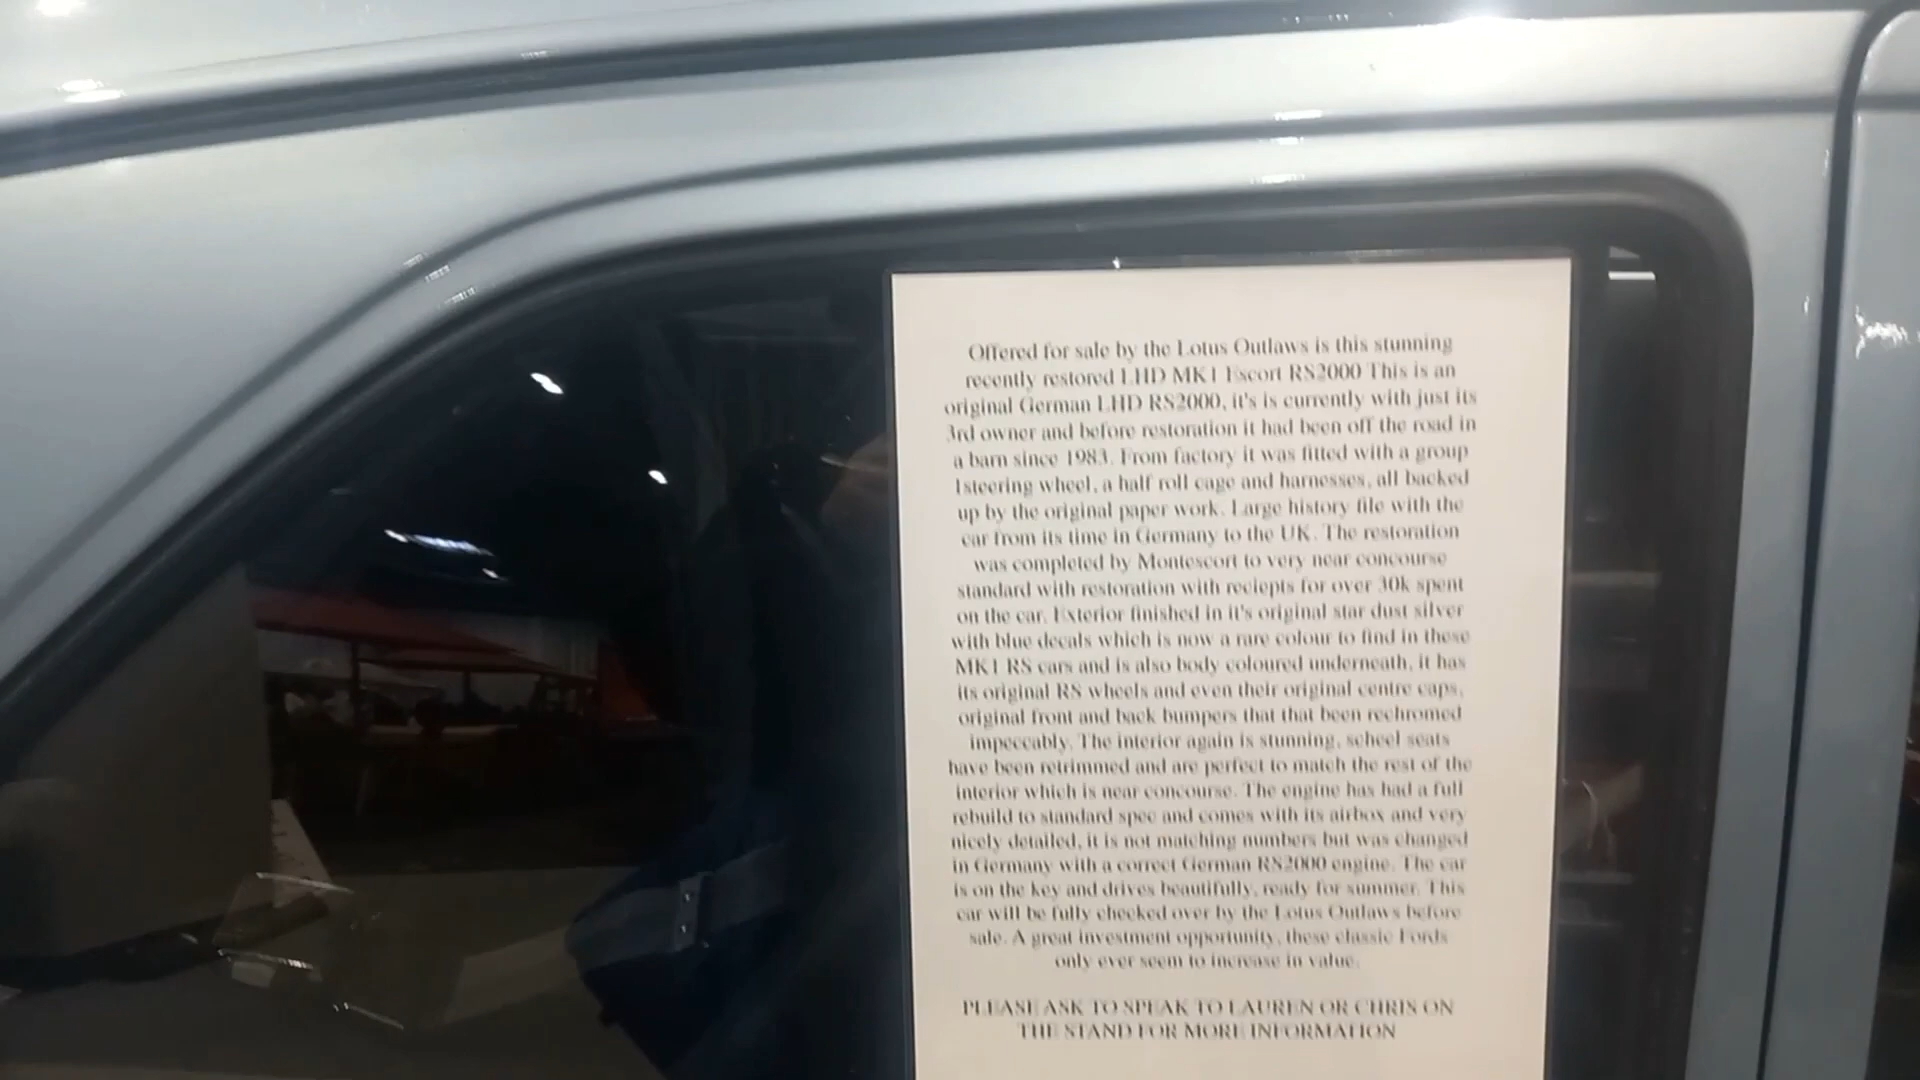 Offered for sale by the Lotus Outlaws is this stunning
recently restored LHD MK1 Escort RS2000 This is an
original German LHD RS2000, it's is currently with just its
3rd owner and before restoration it had been off the road in
a barn since 1983. From factory it was fitted with a group
1steering wheel, a half roll cage and harnesses, all backed
up by the original paper work. Large history file with the
car from its time in Germany to the UK. The restoration
was completed by Montescort to very near concourse
standard with restoration with reciepts for over 30k spent
on the car. Exterior finished in it's original star dust silver
with blue decals which is now a rare colour to find in these
MK1 RS cars and is also body coloured underneath, it has
its original RS wheels and even their original centre caps,
original front and back bumpers that that been rechromed
impeccably. The interior again is stunning, scheel seats
have been retrimmed and are perfect to match the rest of the
interior which is near concourse. The engine has had a full
rebuild to standard spec and comes with its airbox and very
nicely detailed, it is not matching numbers but was changed
in Germany with a correct German RS2000 engine. The car
is on the key and drives beautifully, ready for summer. This
car will be fully checked over by the Lotus Outlaws before
sale. A great investment opportunity, these classic Fords
only ever seem to increase in value.
PLEASE ASK TO SPEAK TO LAUREN OR CHRIS ON
THE STAND FOR MORE INFORMATION